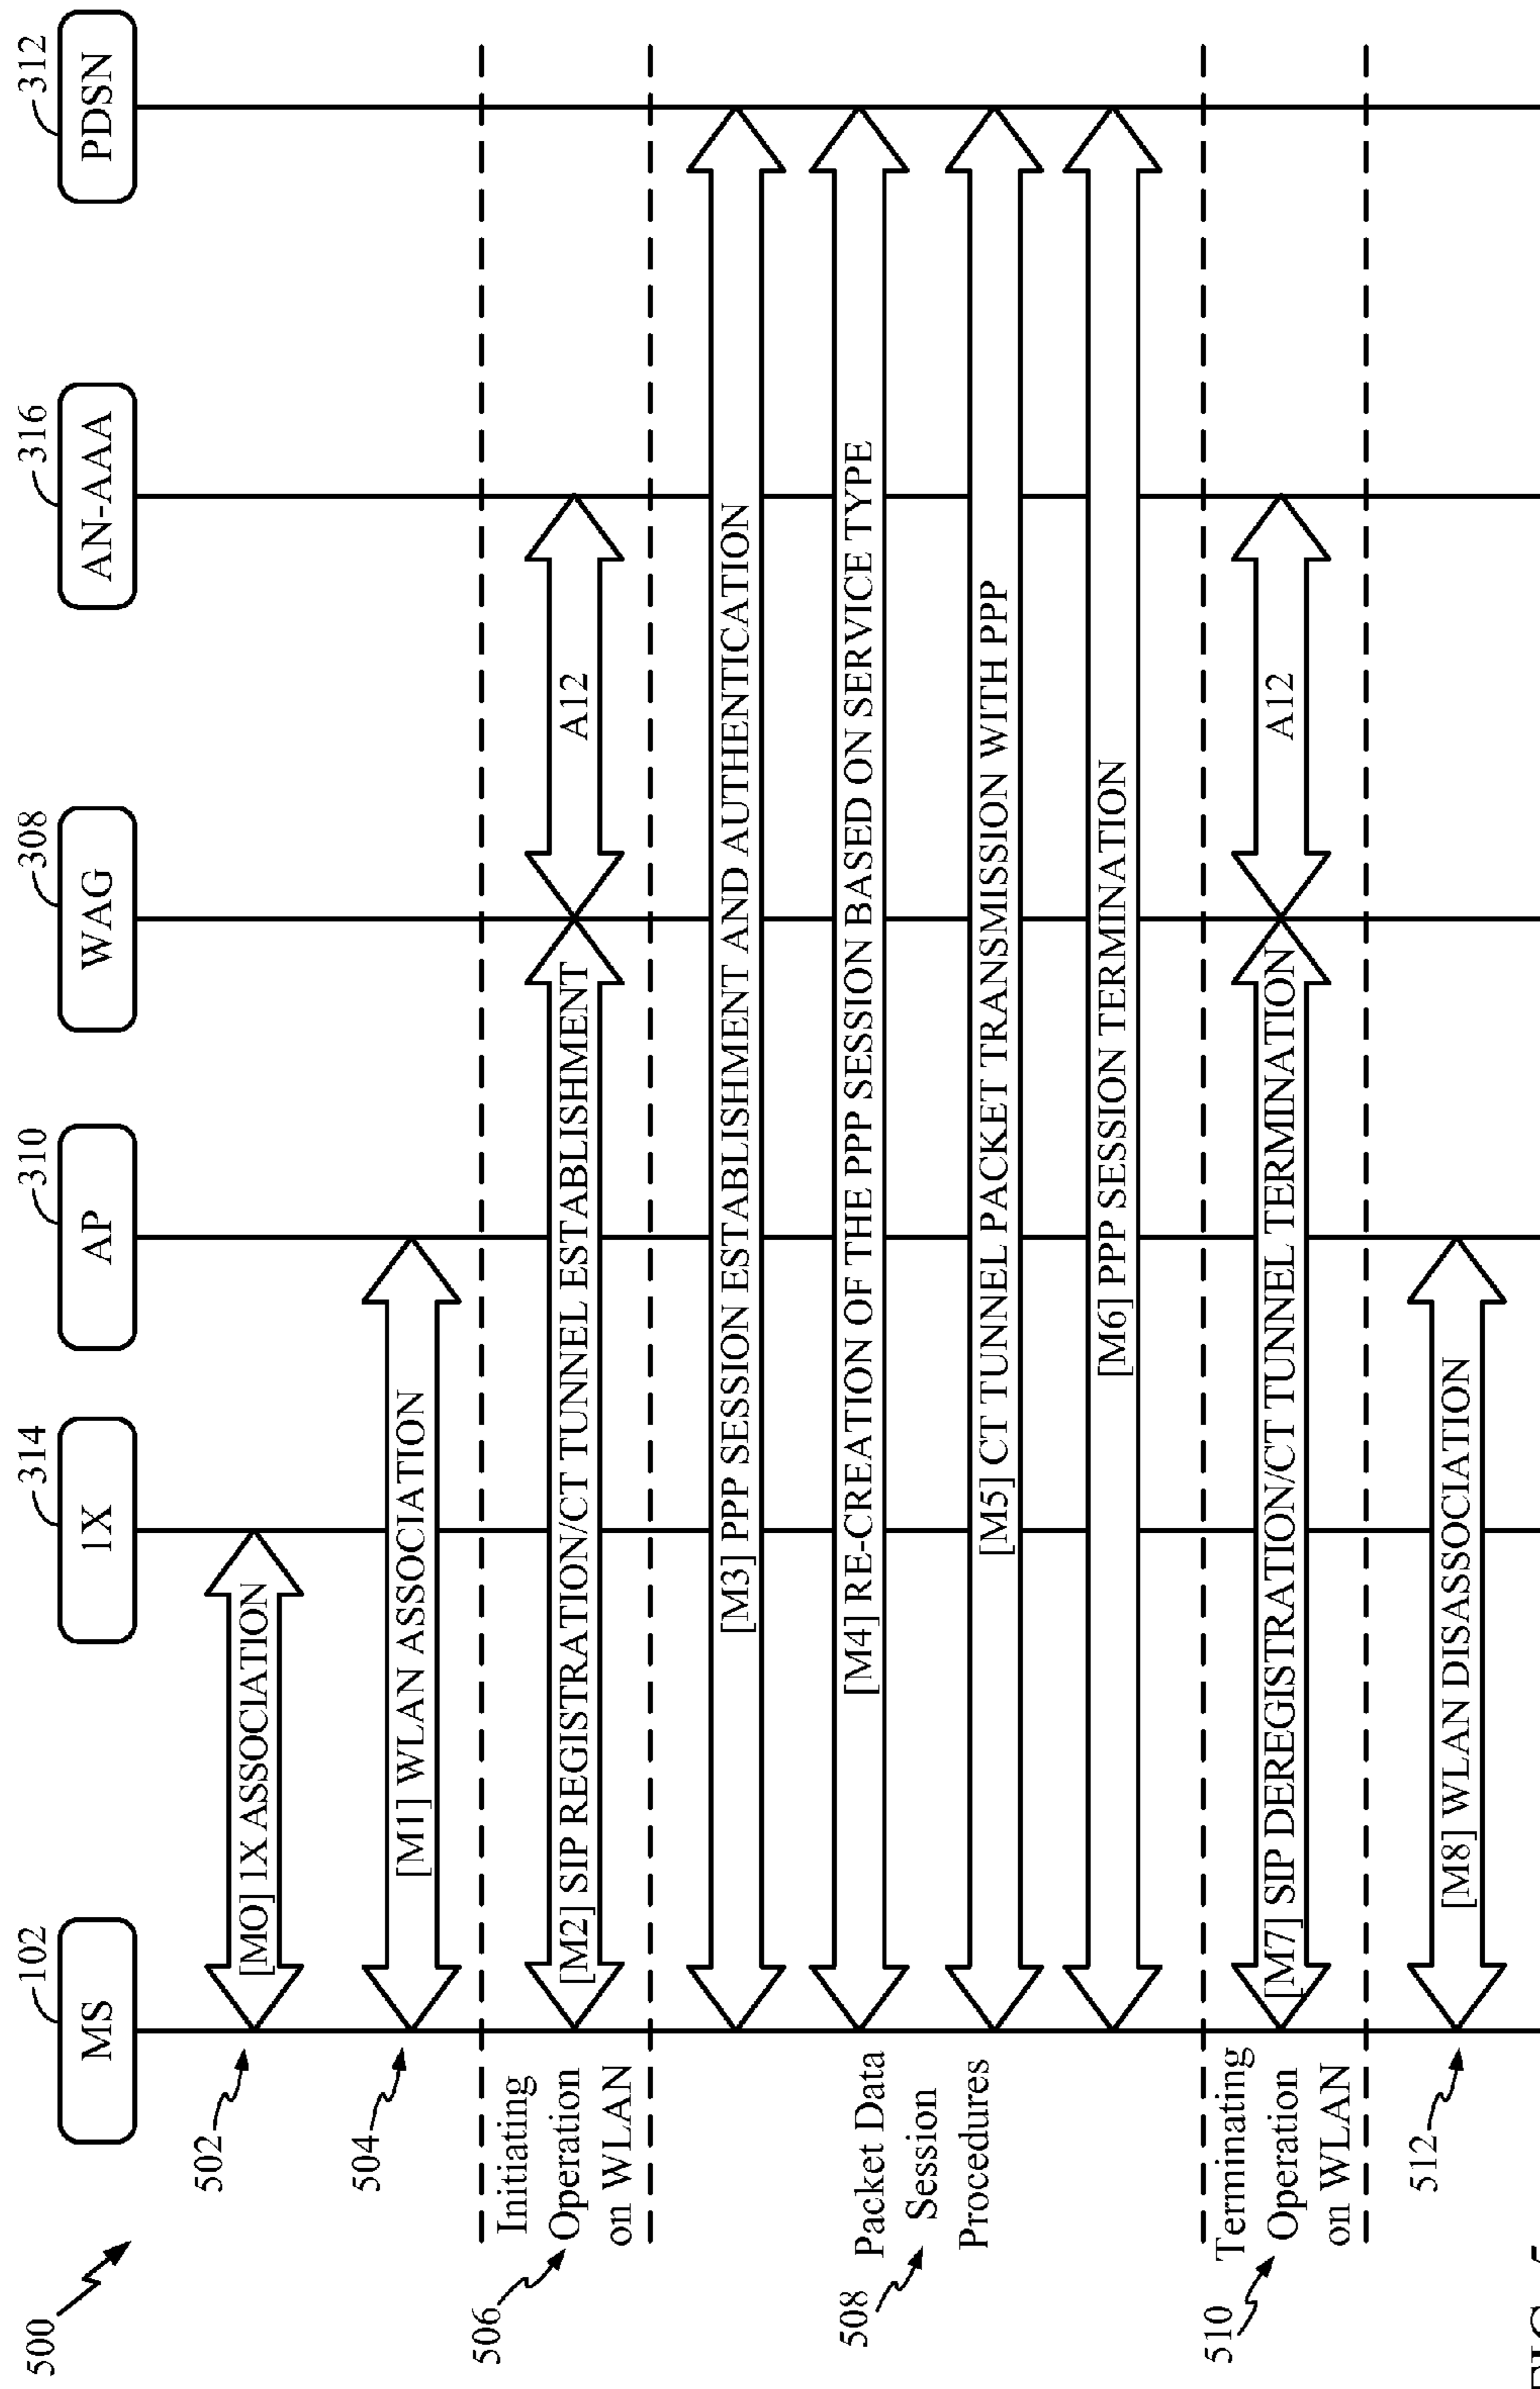 500
102
314
310
308
316
312
MS
1X
AP
WAG
AN-AAA
PDSN
502
[MO] 1X ASSOCIATION
504
[M1] WLAN ASSOCIATION
506
Initiating
Operation
on WLAN
[M2] SIP REGISTRATION/CT TUNNEL ESTABLISHMENT
A12
[M3] PPP SESSION ESTABLISHMENT AND AUTHENTICATION
508
Packet Data
Session
Procedures
[M4] RE-CREATION OF THE PPP SESSION BASED ON SERVICE TYPE
[M5] CT TUNNEL PACKET TRANSMISSION WITH PPP
[M6] PPP SESSION TERMINATION
510
Terminating
Operation
on WLAN
[M7] SIP DEREGISTRATION/CT TUNNEL TERMINATION
A12
512
[M8] WLAN DISASSOCIATION